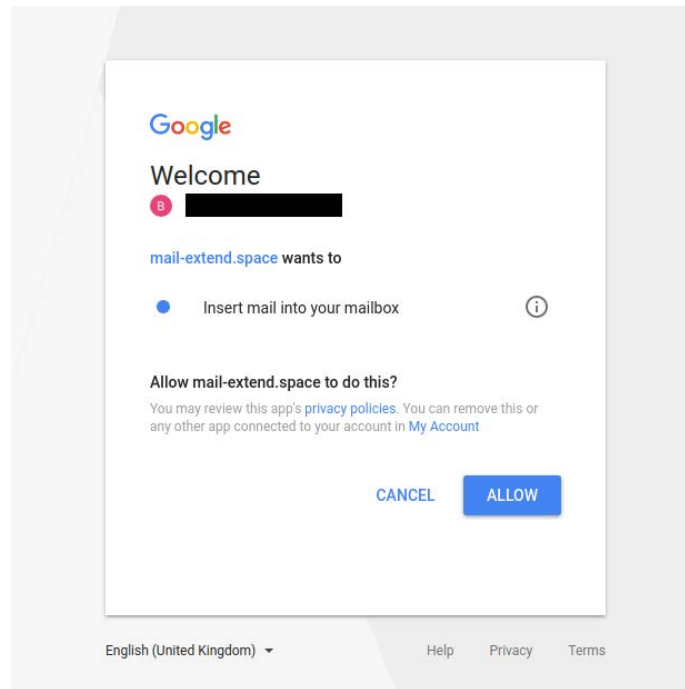 Google
Welcome
B
mail-extend.space wants to
Insert mail into your mailbox
Allow mail-extend.space to do this?
You may review this app's privacy policies. You can remove this or
any other app connected to your account in My Account
CANCEL ALLOW
English (United Kingdom) Help Privacy Terms